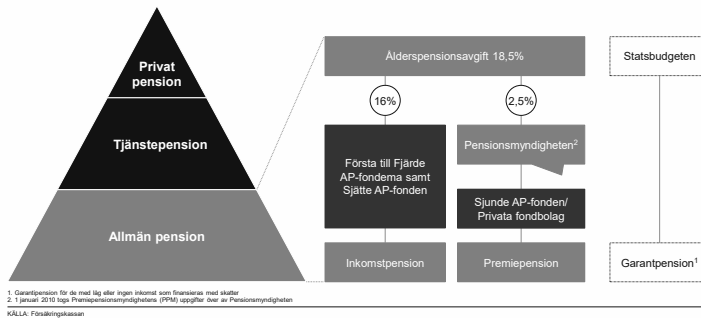 Privat
pension
Tjänstepension
Allmän pension
Ålderspensionsavgift 18,5%
16%
2,5%
Första till Fjärde
AP-fonderna samt
Sjätte AP-fonden
Pensionsmyndigheten2
Sjunde AP-fonden/
Privata fondbolag
Inkomstpension
Premiepension
Statsbudgeten
Garantpension1
1. Garantipension för de med låg eller ingen inkomst som finansieras med skatter
2. 1 januari 2010 togs Premiepensionsmyndighetens (PPM) uppgifter över av Pensionsmyndigheten
KÄLLA: Försäkringskassan